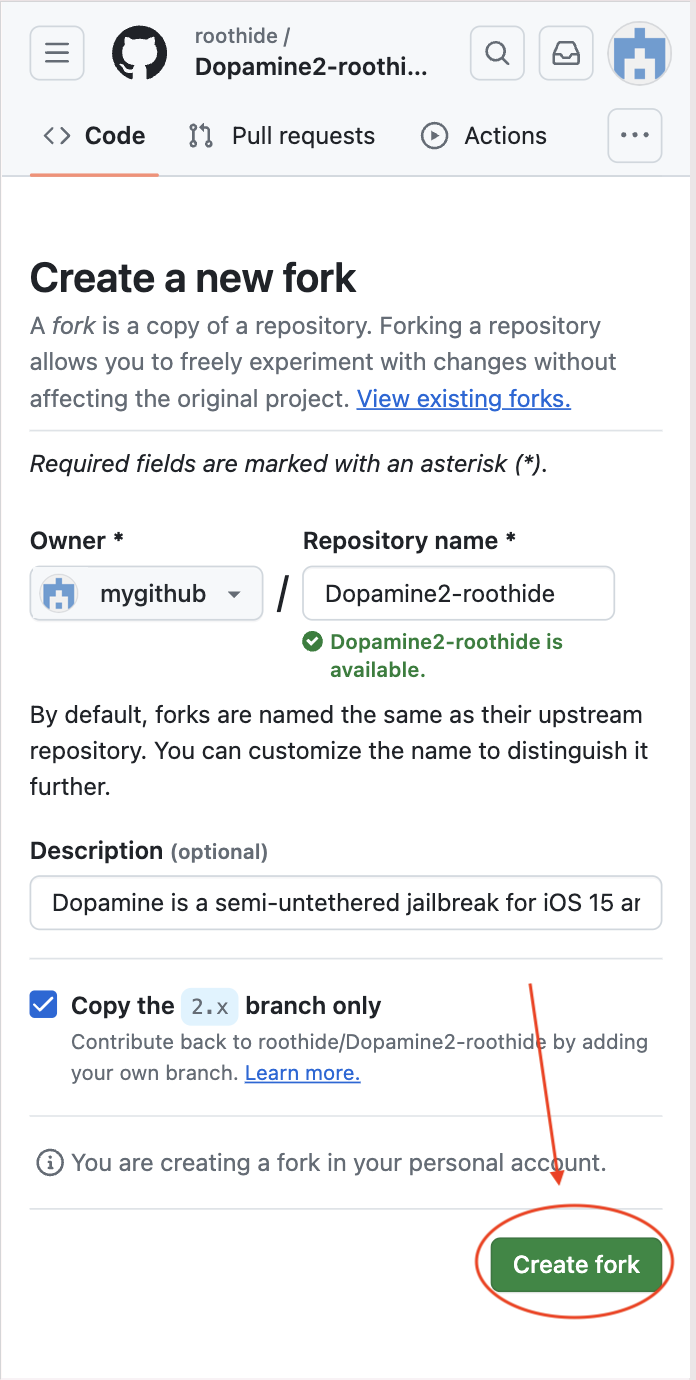 roothide /
Dopamine2-roothi...
Code
Pull requests
Actions
Create a new fork
A fork is a copy of a repository. Forking a repository
allows you to freely experiment with changes without
affecting the original project. View existing forks.
Required fields are marked with an asterisk (*).
Owner *
Repository name *
mygithub
/
Dopamine2-roothide
Dopamine2-roothide is
available.
By default, forks are named the same as their upstream
repository. You can customize the name to distinguish it
further.
Description (optional)
Dopamine is a semi-untethered jailbreak for iOS 15 ar
Copy the 2.x branch only
Contribute back to roothide/Dopamine2-roothide by adding
your own branch. Learn more.
You are creating a fork in your personal account.
Create fork